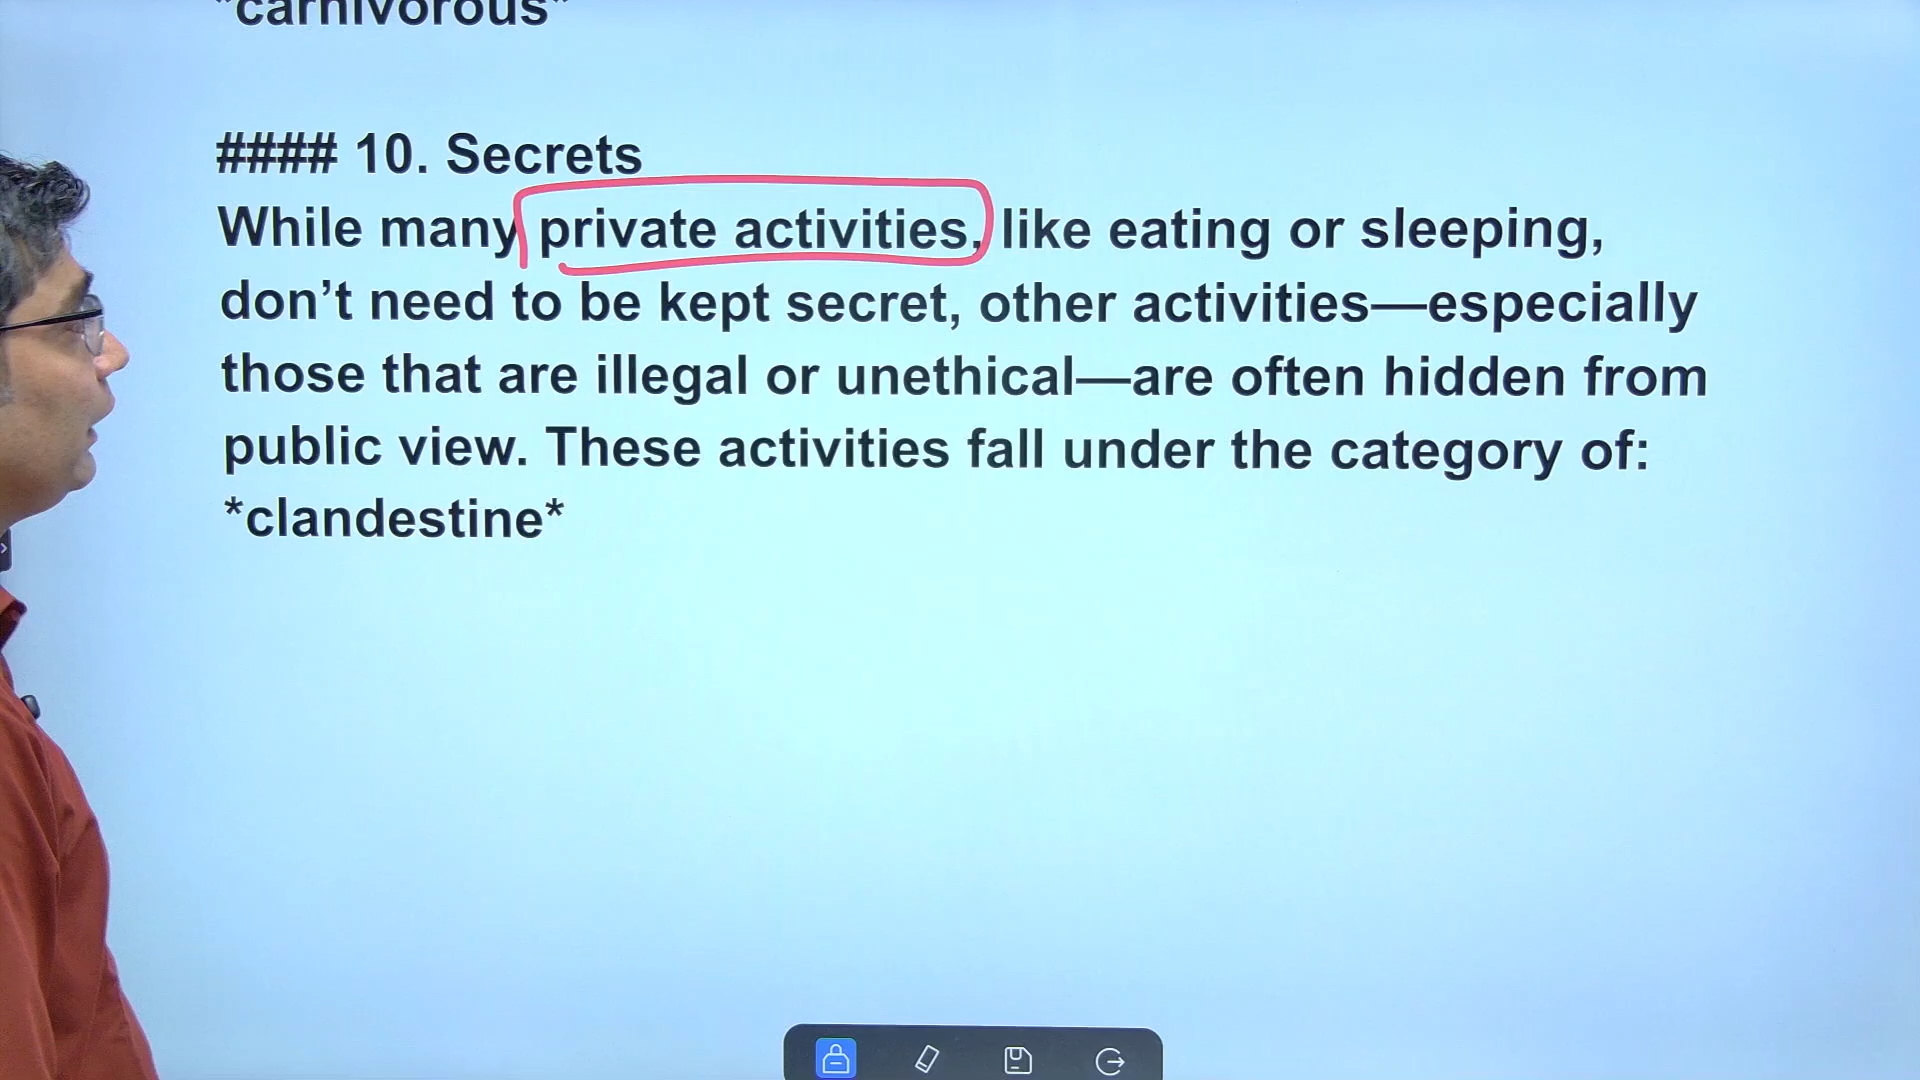 *carnivorous*
#### 10. Secrets
While many private activities, like eating or sleeping,
don’t need to be kept secret, other activities—especially
those that are illegal or unethical—are often hidden from
public view. These activities fall under the category of:
*clandestine*